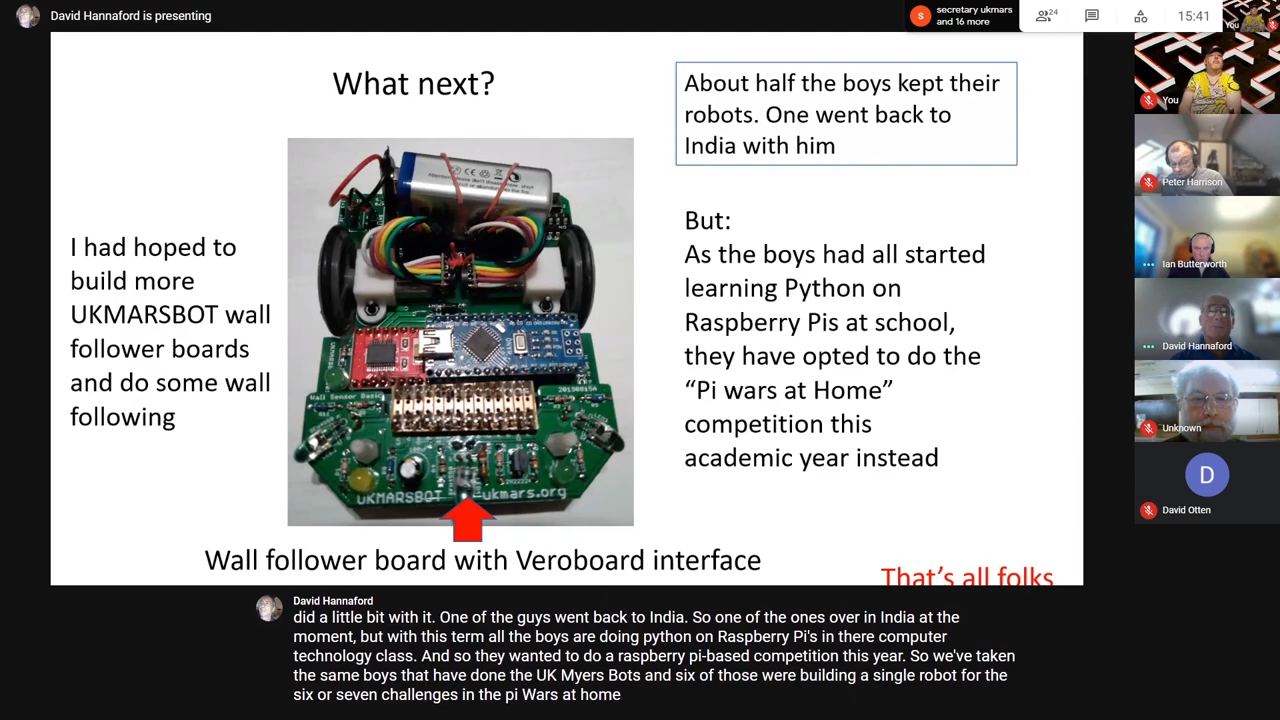 David Hannaford is presenting
secretary ukmars
and 16 more
24
15:41
You
What next?
About half the boys kept their
robots. One went back to
India with him
I had hoped to
build more
UKMARSBOT wall
follower boards
and do some wall
following
But:
As the boys had all started
learning Python on
Raspberry Pis at school,
they have opted to do the
“Pi wars at Home”
competition this
academic year instead
Wall Sensor Basic
20190815A
UKMARSBOT
ukmars.org
Wall follower board with Veroboard interface
That’s all folks
You
Peter Harrison
Ian Butterworth
David Hannaford
Unknown
D
David Otten
David Hannaford
did a little bit with it. One of the guys went back to India. So one of the ones over in India at the
moment, but with this term all the boys are doing python on Raspberry Pi's in there computer
technology class. And so they wanted to do a raspberry pi-based competition this year. So we've taken
the same boys that have done the UK Myers Bots and six of those were building a single robot for the
six or seven challenges in the pi Wars at home